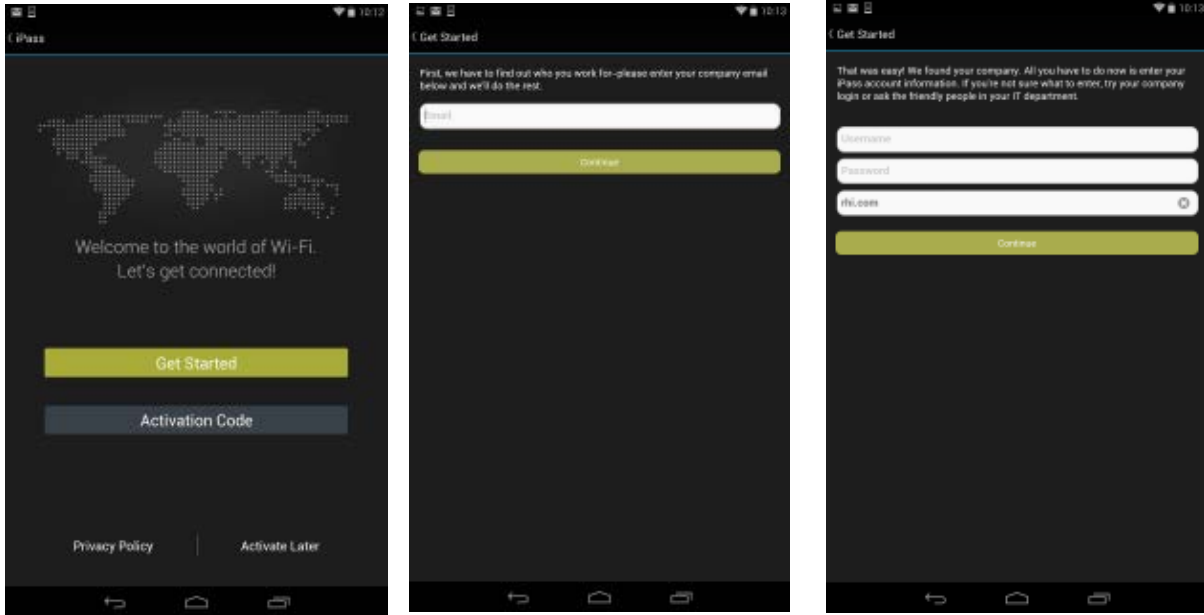 10:12
iPass
Welcome to the world of Wi-Fi.
Let's get connected!
Get Started
Activation Code
Privacy Policy
Activate Later
10:13
Get Started
First, we have to find out who you work for-please enter your company email
below and we'll do the rest.
Email
Continue
10:13
Get Started
That was easy! We found your company. All you have to do now is enter your
iPass account information. If you're not sure what to enter, try your company
login or ask the friendly people in your IT department.
Username
Password
rhi.com
Continue